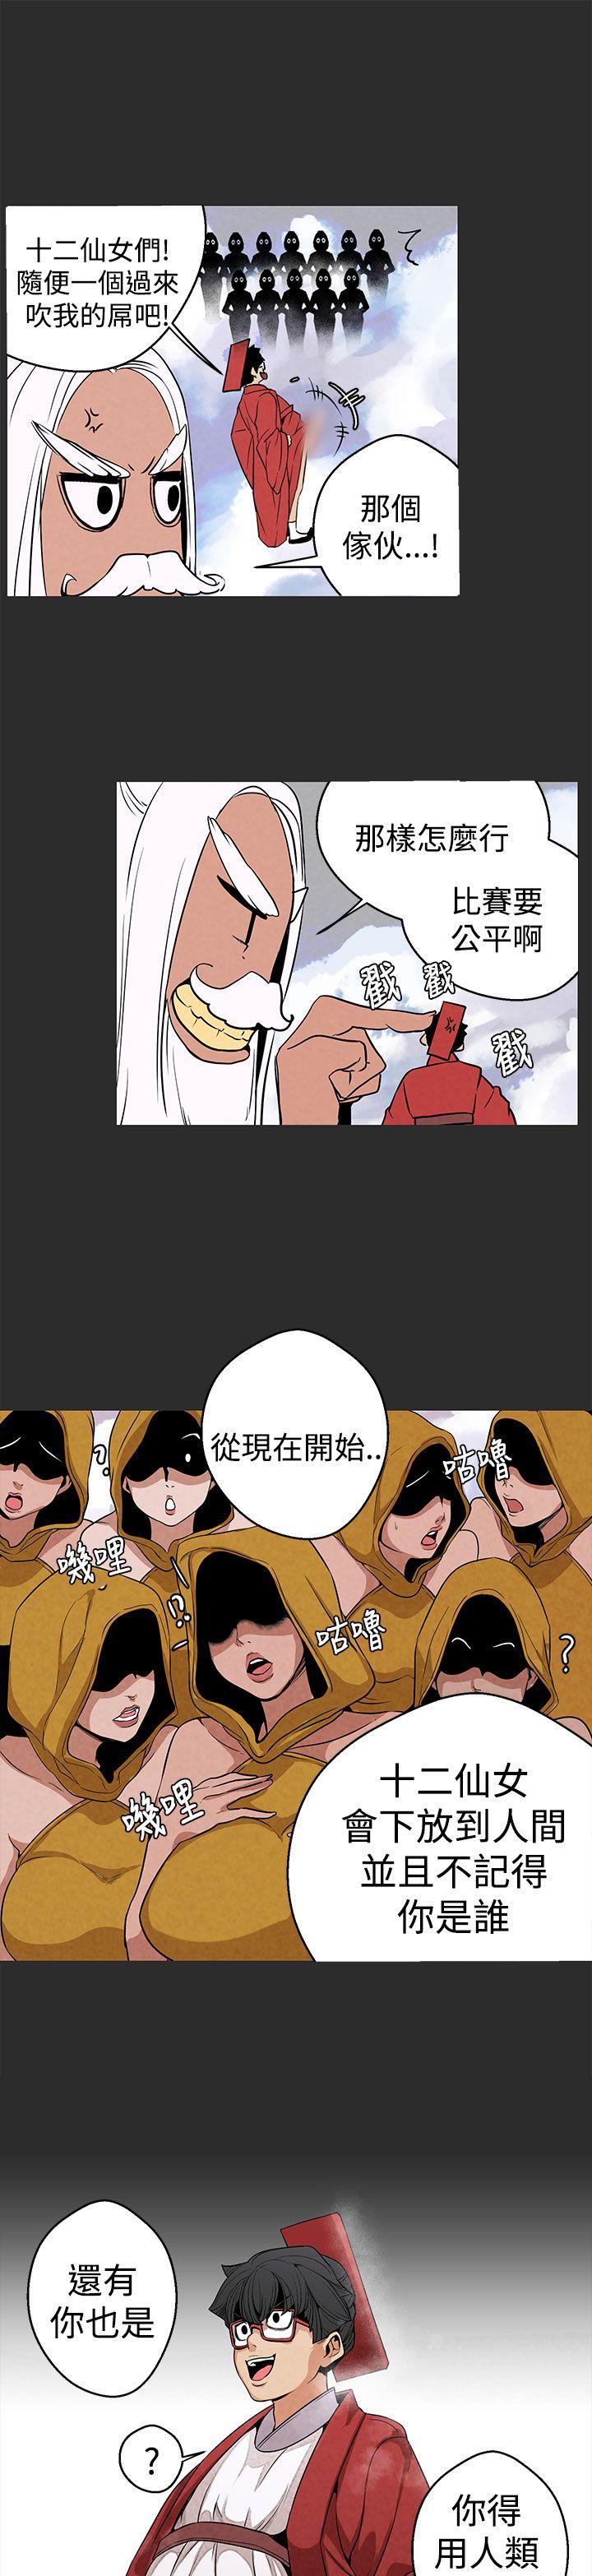 十二仙女們!
隨便一個過來
吹我的屌吧!
那個
傢伙...!
那樣怎麼行
比賽要
公平啊
戳
戳
戳
從現在開始..
?
咕嚕
嘰哩
!?
咕嚕
?
嘰哩
十二仙女
會下放到人間
並且不記得
你是誰
還有
你也是
?
你得
用人類